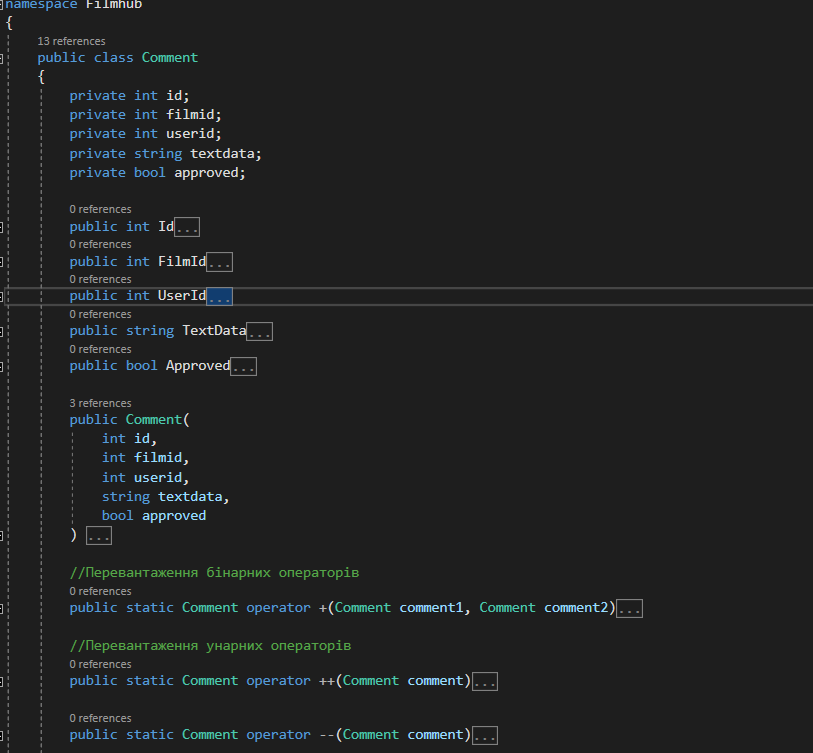 namespace Filmhub
{
13 references
public class Comment
{
private int id;
private int filmid;
private int userid;
private string textdata;
private bool approved;
0 references
public int Id...
0 references
public int FilmId...
0 references
public int UserId...
0 references
public string TextData...
0 references
public bool Approved...
3 references
public Comment(
int id,
int filmid,
int userid,
string textdata,
bool approved
) ...
//Перевантаження бінарних операторів
0 references
public static Comment operator +(Comment comment1, Comment comment2)...
//Перевантаження унарних операторів
0 references
public static Comment operator ++(Comment comment)...
0 references
public static Comment operator --(Comment comment)...